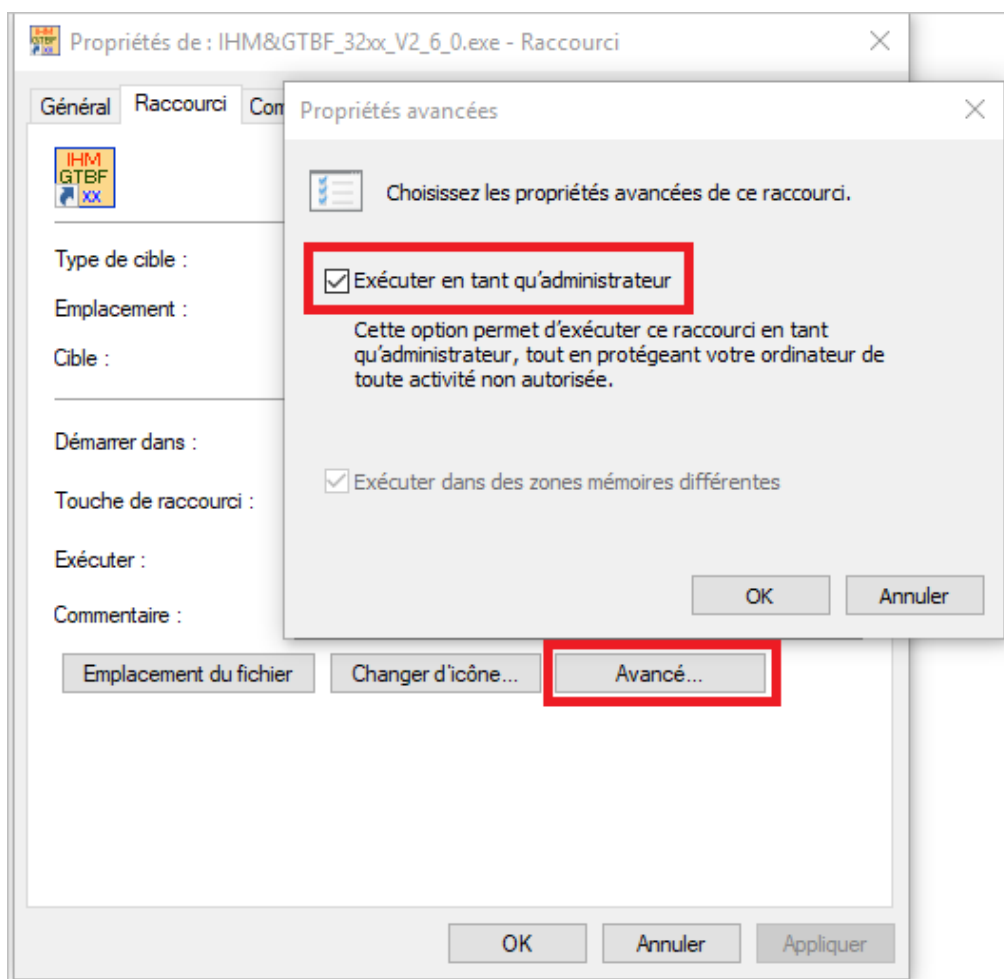 Propriétés de : IHM&GTBF_32xx_V2_6_0.exe - Raccourci
Général Raccourci Com
IHM
GTBF
xx
Type de cible :
Emplacement :
Cible :
Démarrer dans :
Touche de raccourci :
Exécuter :
Commentaire :
Emplacement du fichier Changer d'icône... Avancé...
OK Annuler Appliquer
Propriétés avancées
Choisissez les propriétés avancées de ce raccourci.
Exécuter en tant qu'administrateur
Cette option permet d'exécuter ce raccourci en tant
qu'administrateur, tout en protégeant votre ordinateur de
toute activité non autorisée.
Exécuter dans des zones mémoires différentes
OK Annuler